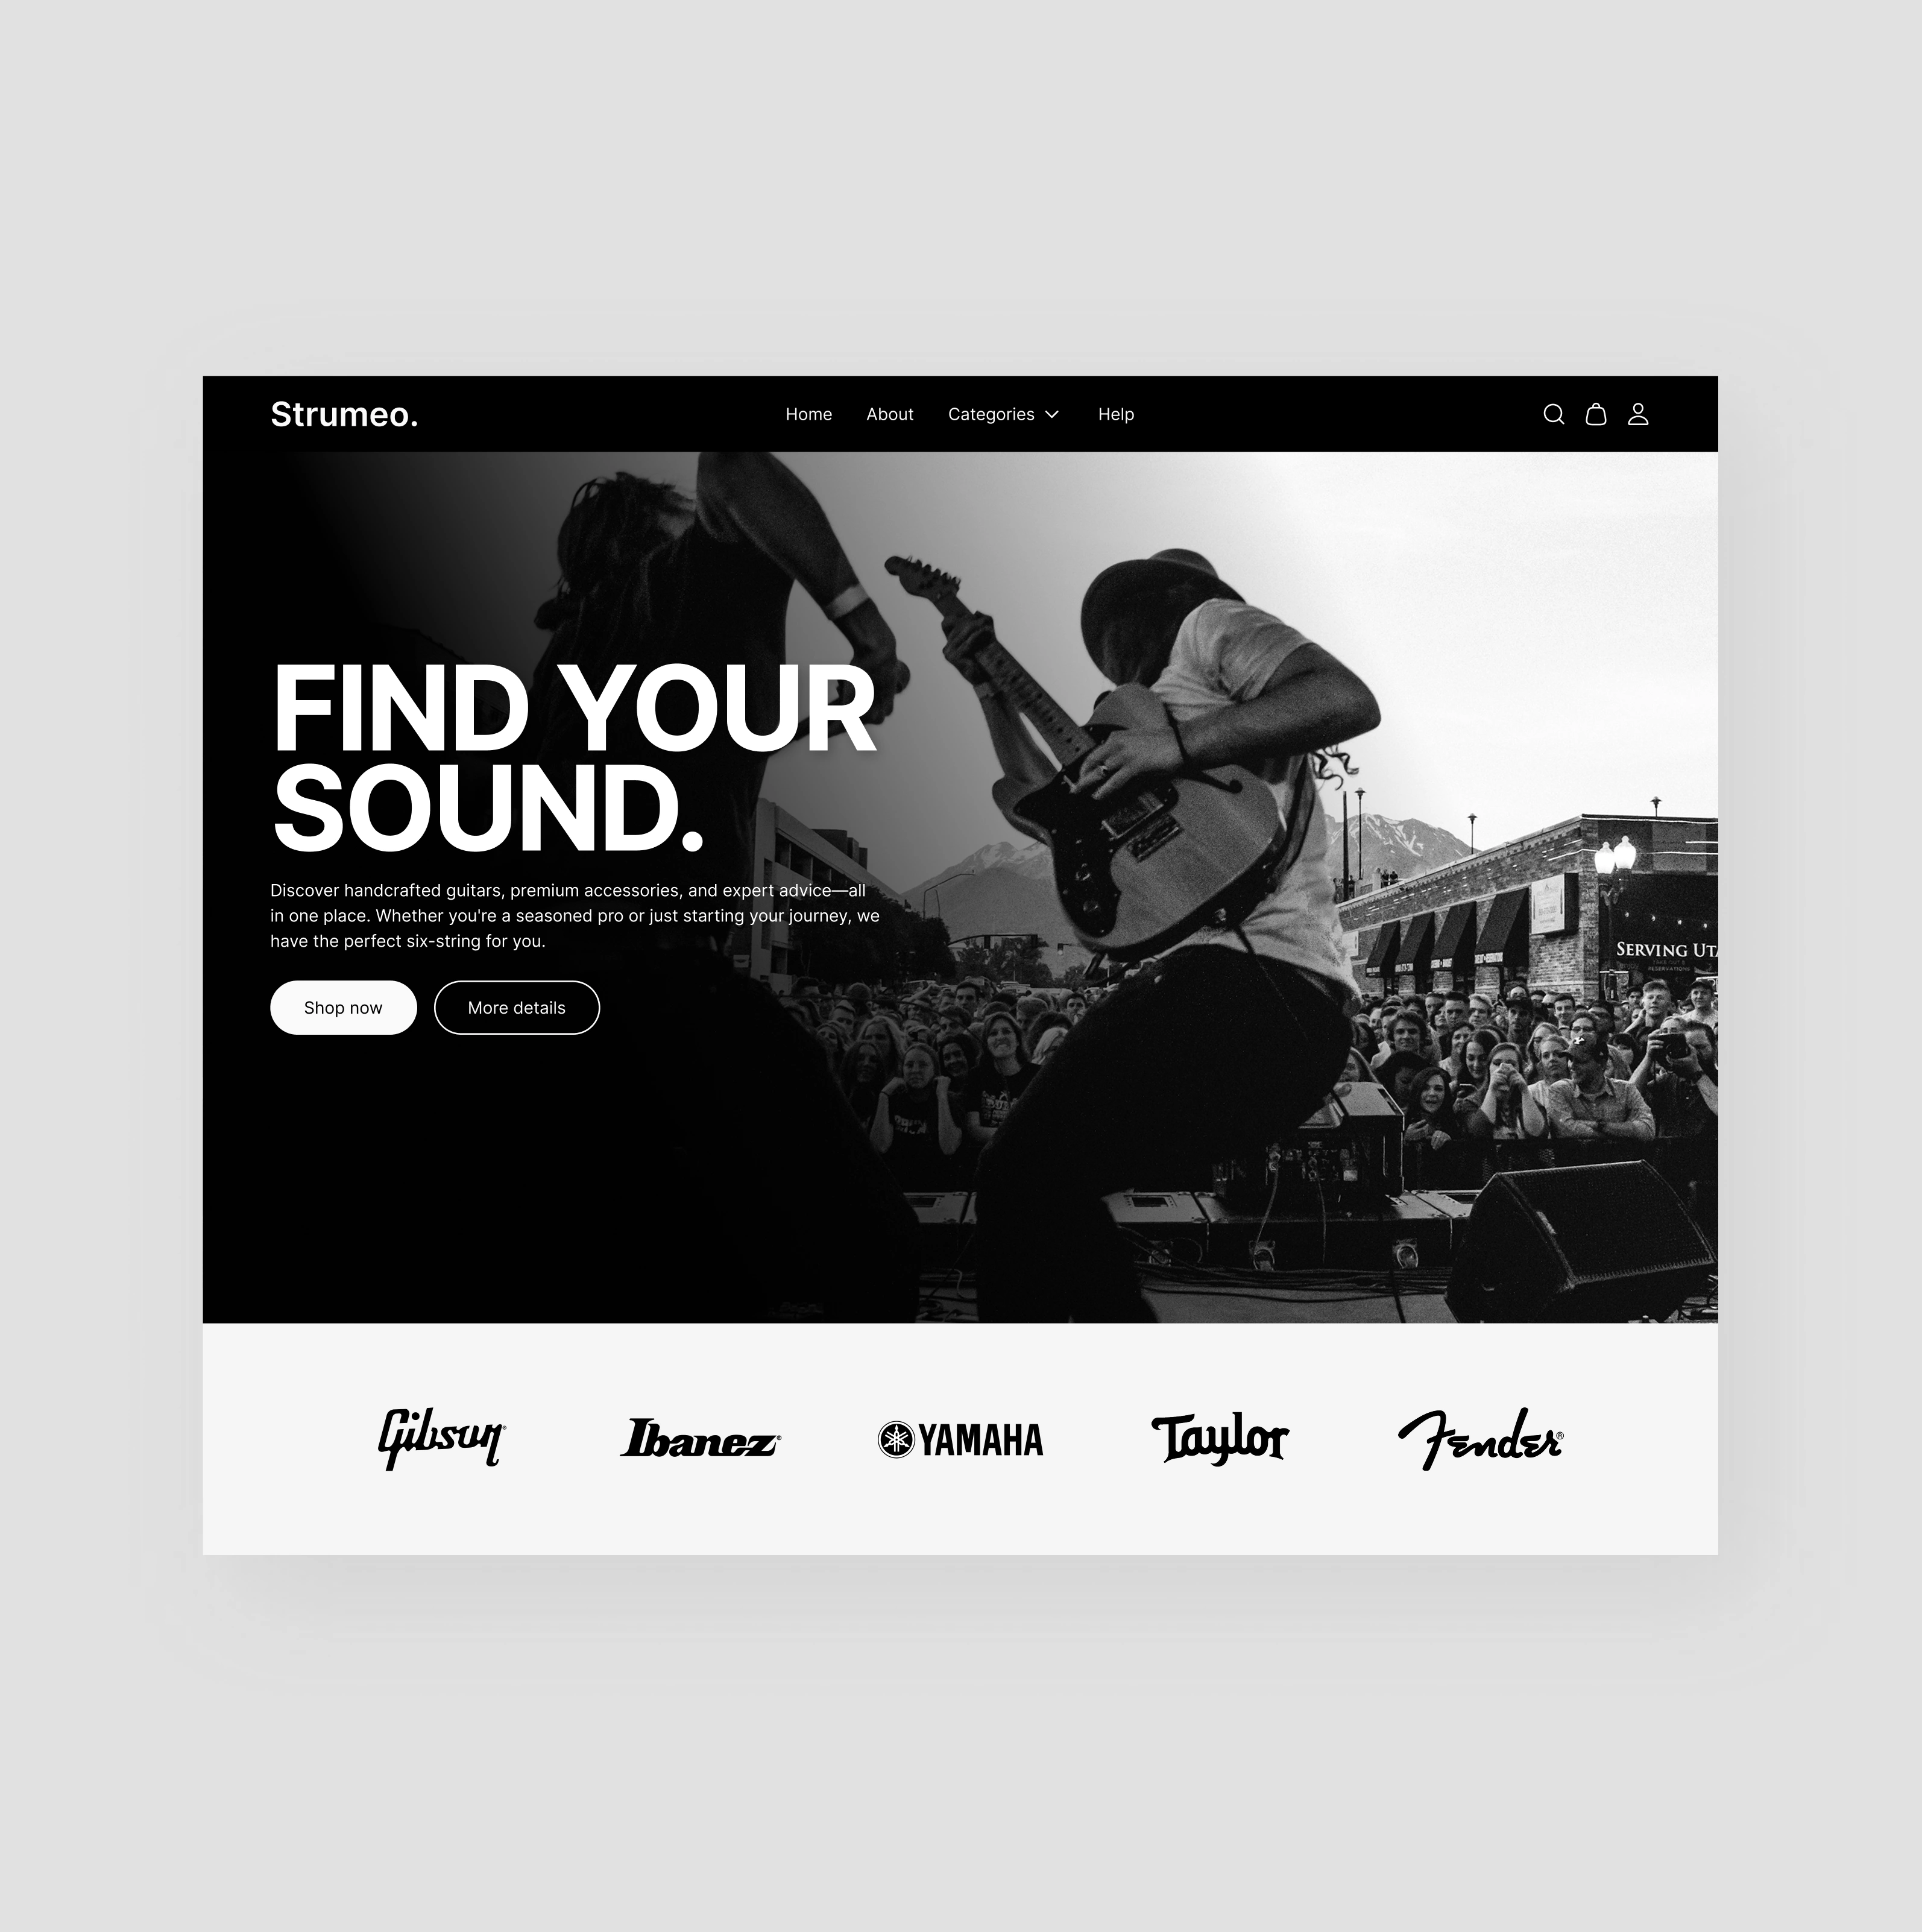 Strumeo.
Home About Categories Help
FIND YOUR
SOUND.
Discover handcrafted guitars, premium accessories, and expert advice—all
in one place. Whether you're a seasoned pro or just starting your journey, we
have the perfect six-string for you.
Shop now More details
SERVING UTA
RESERVATIONS
Gibson®
Ibanez®
YAMAHA
Taylor
Fender®